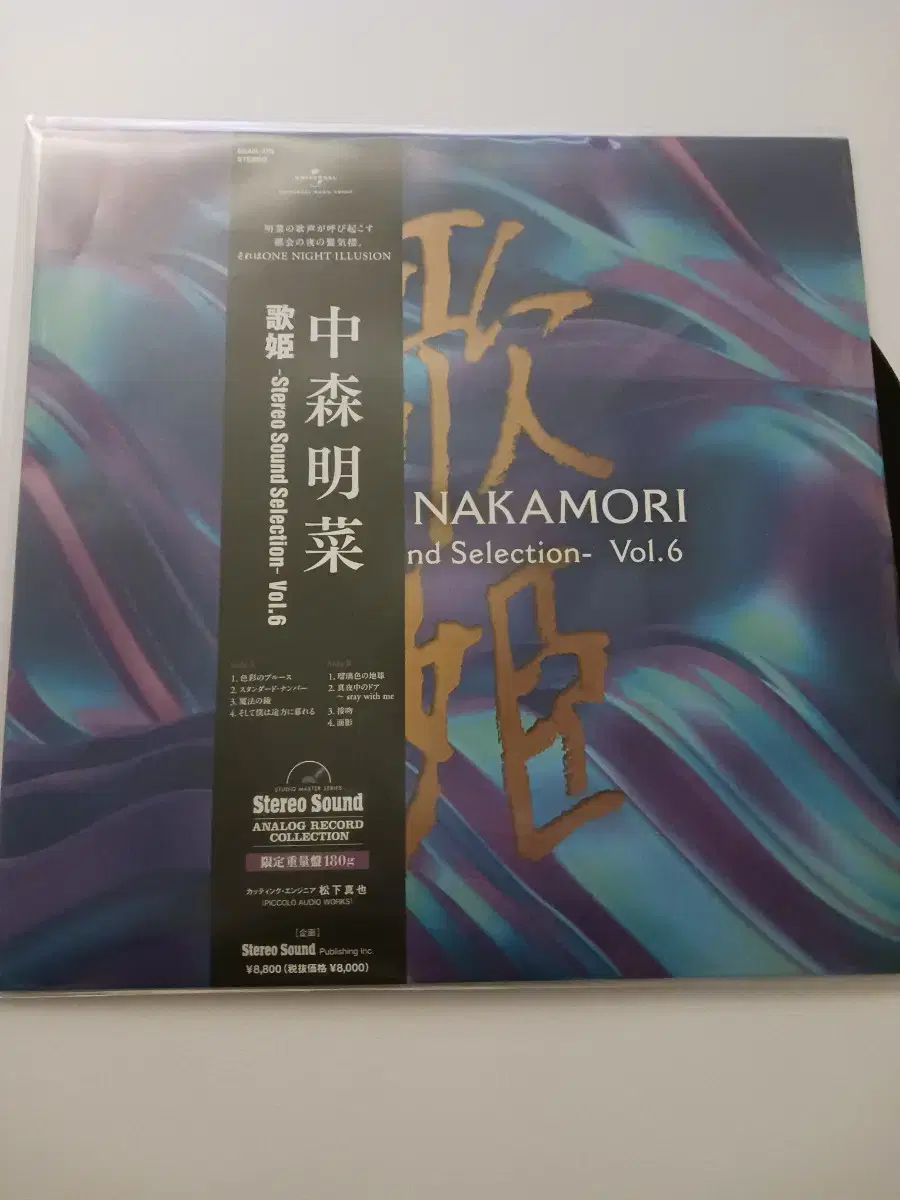 STEREO
UNIVERSAL
UNIVERSAL MUSIC GROUP
明菜の歌声が呼び起こす
都会の夜の蜃気楼。
それはONE NIGHT ILLUSION
中森明菜
歌姫 -Stereo Sound Selection- Vol.6
歌姫
NAKAMORI
nd Selection- Vol.6
Side A
1. 色彩のブルース
2. スタンダード・ナンバー
3. 魔法の鏡
4. そして僕は途方に暮れる
Side B
1. 瑠璃色の地球
2. 真夜中のドア
～ stay with me
3. 接吻
4. 面影
STUDIO MASTER SERIES
Stereo Sound
ANALOG RECORD
COLLECTION
限定重量盤180g
カッティング・エンジニア 松下真也
(PICCOLO AUDIO WORKS)
[企画]
Stereo Sound Publishing Inc.
¥8,800 (税抜価格 ¥8,000)